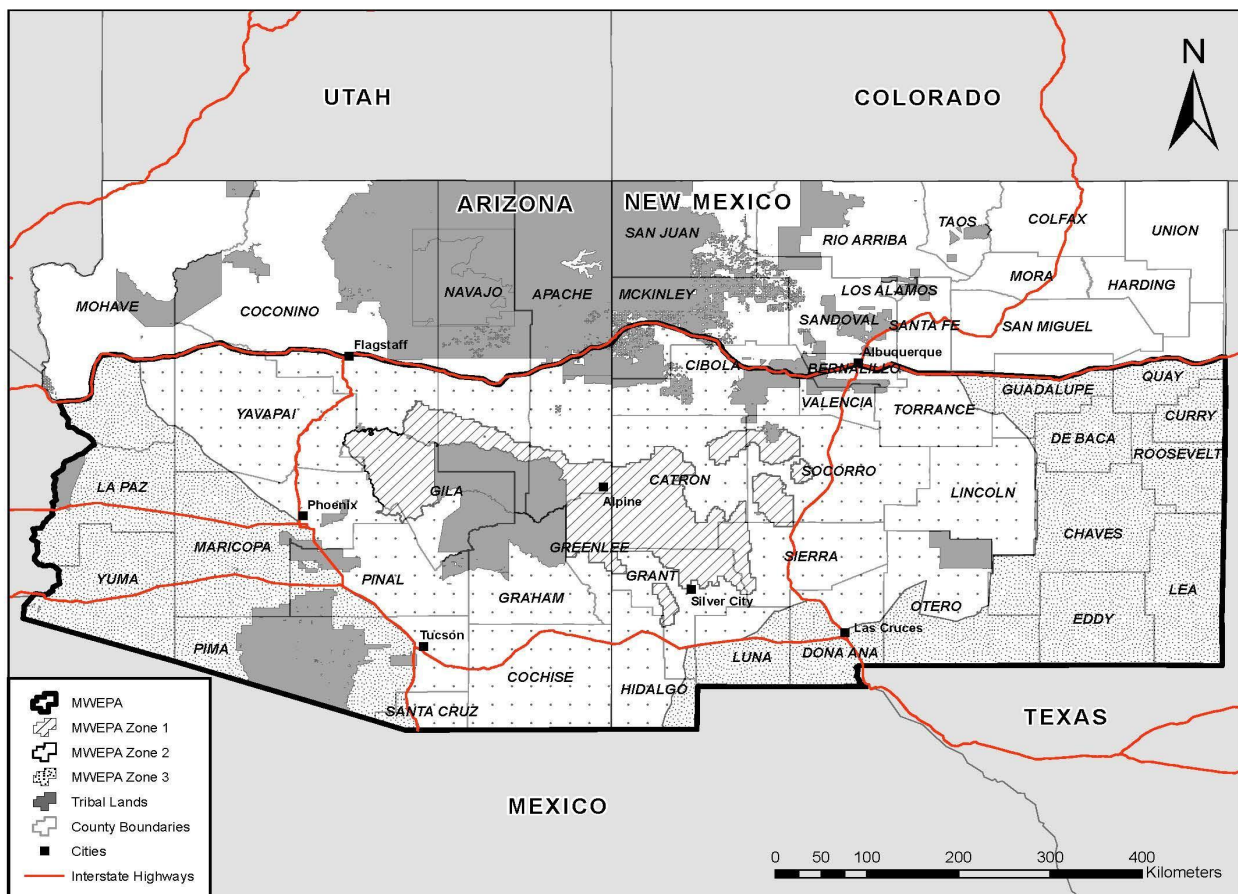 UTAH
COLORADO
N
ARIZONA
NEW MEXICO
SAN JUAN
TAOS
COLFAX
UNION
RIO ARRIBA
MOHAVE
COCONINO
NAVAJO
APACHE
MCKINLEY
LOS ALAMOS
MORA
HARDING
SANDOVAL
SANTA FE
SAN MIGUEL
Flagstaff
Albuquerque
CIBOLA
BERNALILLO
GUADALUPE
QUAY
YAVAPAI
VALENCIA
TORRANCE
CURRY
DE BACA
ROOSEVELT
LA PAZ
GILA
CATRON
SOCORRO
LINCOLN
Phoenix
Alpine
CHAVES
MARICOPA
GREENLEE
SIERRA
YUMA
PINAL
GRAHAM
GRANT
Silver City
OTERO
LEA
EDDY
Tucson
Las Cruces
PIMA
LUNA
DONA ANA
COCHISE
HIDALGO
SANTA CRUZ
TEXAS
MEXICO
MWEPA
MWEPA Zone 1
MWEPA Zone 2
MWEPA Zone 3
Tribal Lands
County Boundaries
Cities
Interstate Highways
0 50 100 200 300 400
Kilometers